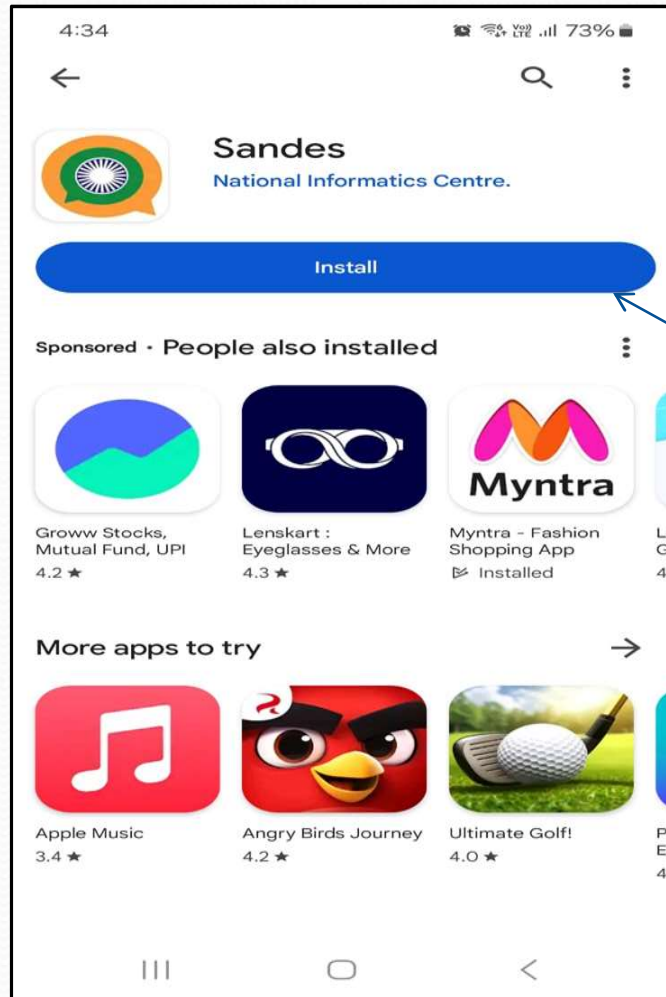 4:34
Vo)) LTE 73%
Sandes
National Informatics Centre.
Install
Sponsored · People also installed
Myntra
Groww Stocks, Mutual Fund, UPI
4.2 ★
Lenskart : Eyeglasses & More
4.3 ★
Myntra - Fashion Shopping App
Installed
More apps to try
Apple Music
3.4 ★
Angry Birds Journey
4.2 ★
Ultimate Golf!
4.0 ★